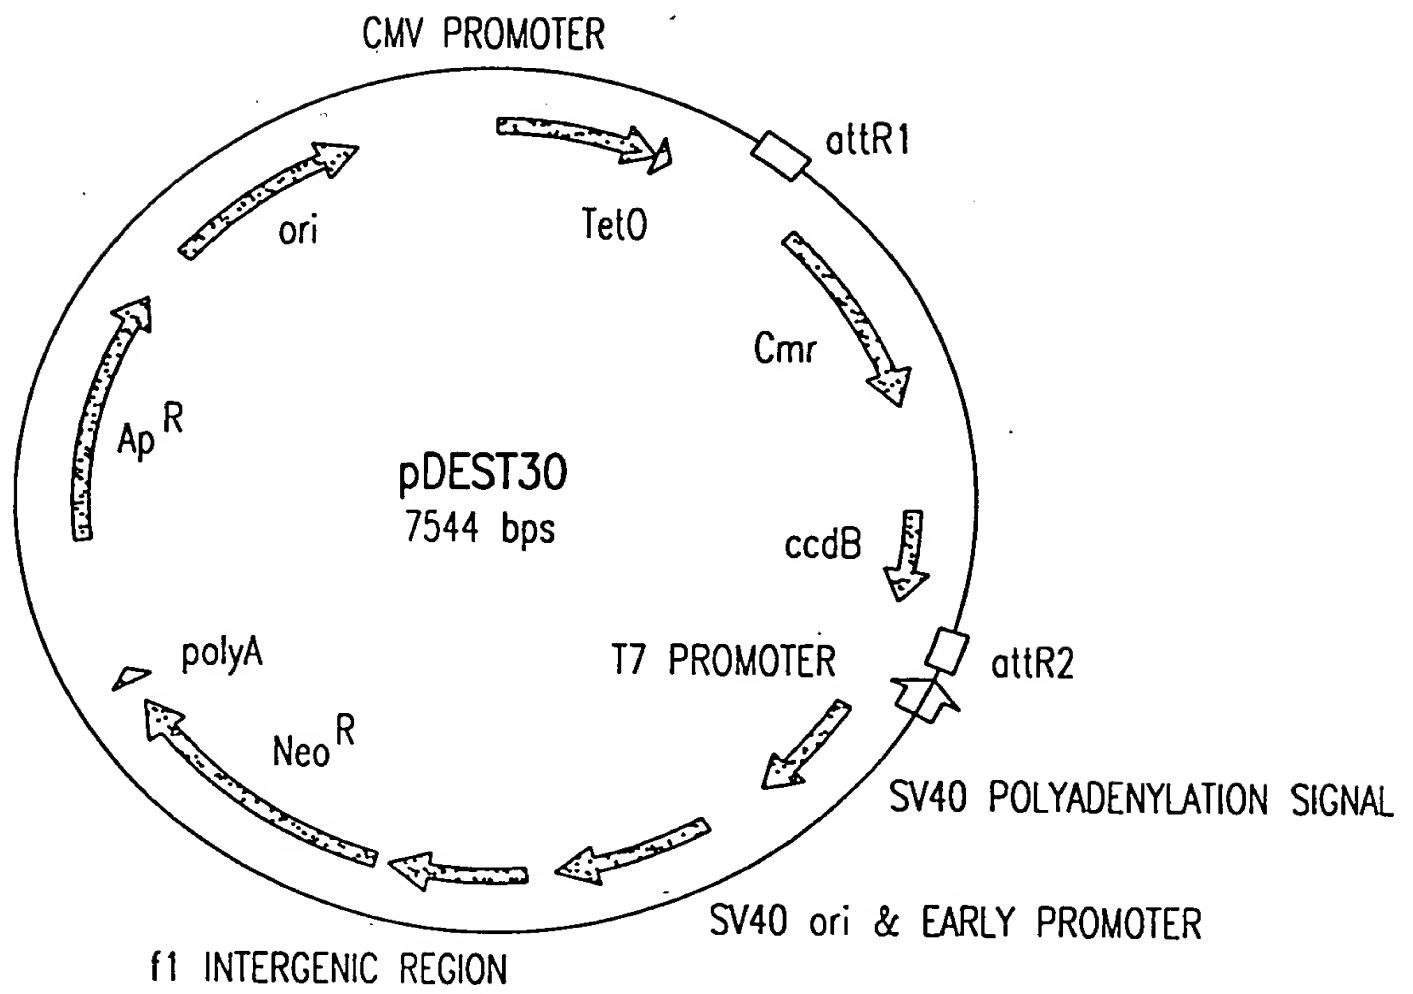 CMV PROMOTER
attR1
TetO
ori
Cmr
Ap R
pDEST30
7544 bps
ccdB
polyA
T7 PROMOTER
attR2
Neo R
SV40 POLYADENYLATION SIGNAL
SV40 ori & EARLY PROMOTER
f1 INTERGENIC REGION